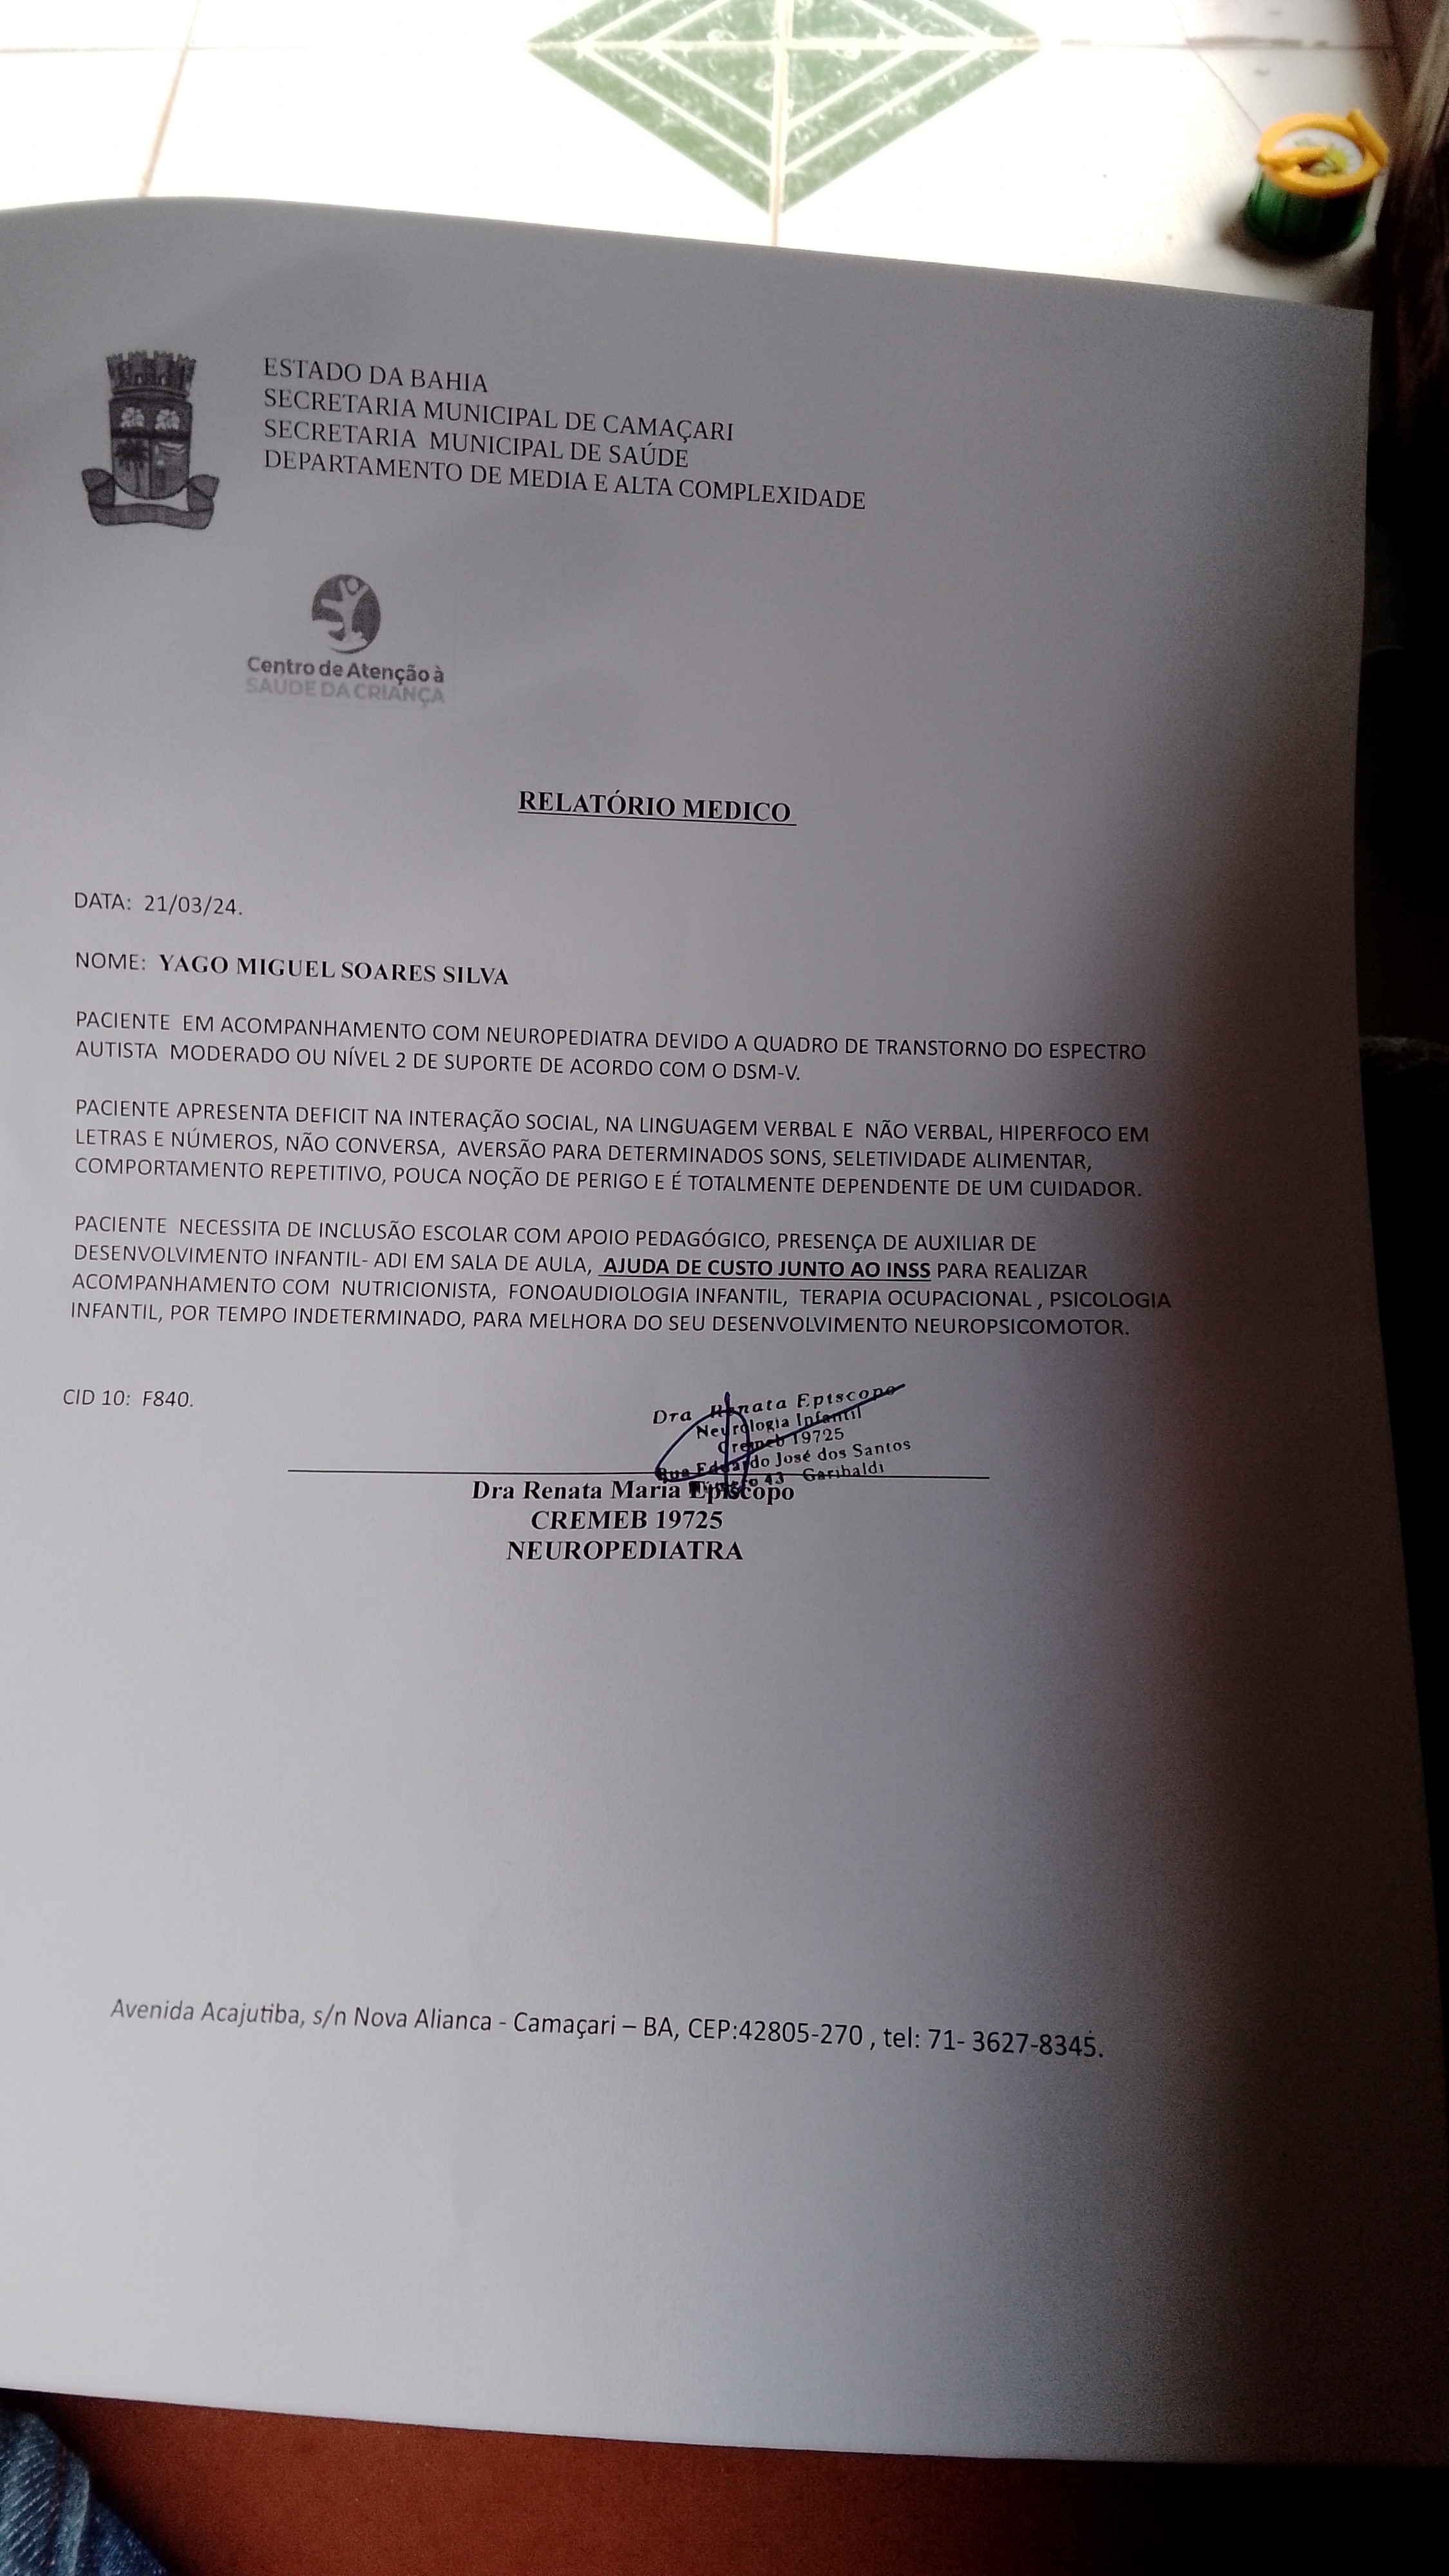 ESTADO DA BAHIA
SECRETARIA MUNICIPAL DE CAMAÇARI
SECRETARIA MUNICIPAL DE SAÚDE
DEPARTAMENTO DE MEDIA E ALTA COMPLEXIDADE
Centro de Atenção à
SAUDE DA CRIANÇA
RELATÓRIO MEDICO
DATA: 21/03/24.
NOME: YAGO MIGUEL SOARES SILVA
PACIENTE EM ACOMPANHAMENTO COM NEUROPEDIATRA DEVIDO A QUADRO DE TRANSTORNO DO ESPECTRO
AUTISTA MODERADO OU NÍVEL 2 DE SUPORTE DE ACORDO COM O DSM-V.
PACIENTE APRESENTA DEFICIT NA INTERAÇÃO SOCIAL, NA LINGUAGEM VERBAL E NÃO VERBAL, HIPERFOCO EM
LETRAS E NÚMEROS, NÃO CONVERSA, AVERSÃO PARA DETERMINADOS SONS, SELETIVIDADE ALIMENTAR,
COMPORTAMENTO REPETITIVO, POUCA NOÇÃO DE PERIGO E É TOTALMENTE DEPENDENTE DE UM CUIDADOR.
PACIENTE NECESSITA DE INCLUSÃO ESCOLAR COM APOIO PEDAGÓGICO, PRESENÇA DE AUXILIAR DE
DESENVOLVIMENTO INFANTIL- ADI EM SALA DE AULA, AJUDA DE CUSTO JUNTO AO INSS PARA REALIZAR
ACOMPANHAMENTO COM NUTRICIONISTA, FONOAUDIOLOGIA INFANTIL, TERAPIA OCUPACIONAL , PSICOLOGIA
INFANTIL, POR TEMPO INDETERMINADO, PARA MELHORA DO SEU DESENVOLVIMENTO NEUROPSICOMOTOR.
CID 10: F840.
Dra Renata Episcopo
Neurologia Infantil
Cremeb 19725
Rua Eduardo José dos Santos
43 Garibaldi
Dra Renata Maria Episcopo
CREMEB 19725
NEUROPEDIATRA
Avenida Acajutiba, s/n Nova Alianca - Camaçari – BA, CEP:42805-270 , tel: 71- 3627-8345.